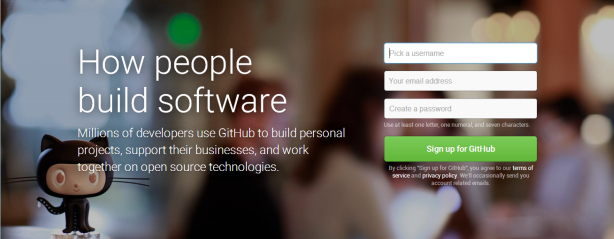 How people
build software
Millions of developers use GitHub to build personal
projects, support their businesses, and work
together on open source technologies.
Pick a username
Your email address
Create a password
Use at least one letter, one numeral, and seven characters.
Sign up for GitHub
By clicking "Sign up for GitHub", you agree to our terms of
service and privacy policy. We'll occasionally send you
account related emails.